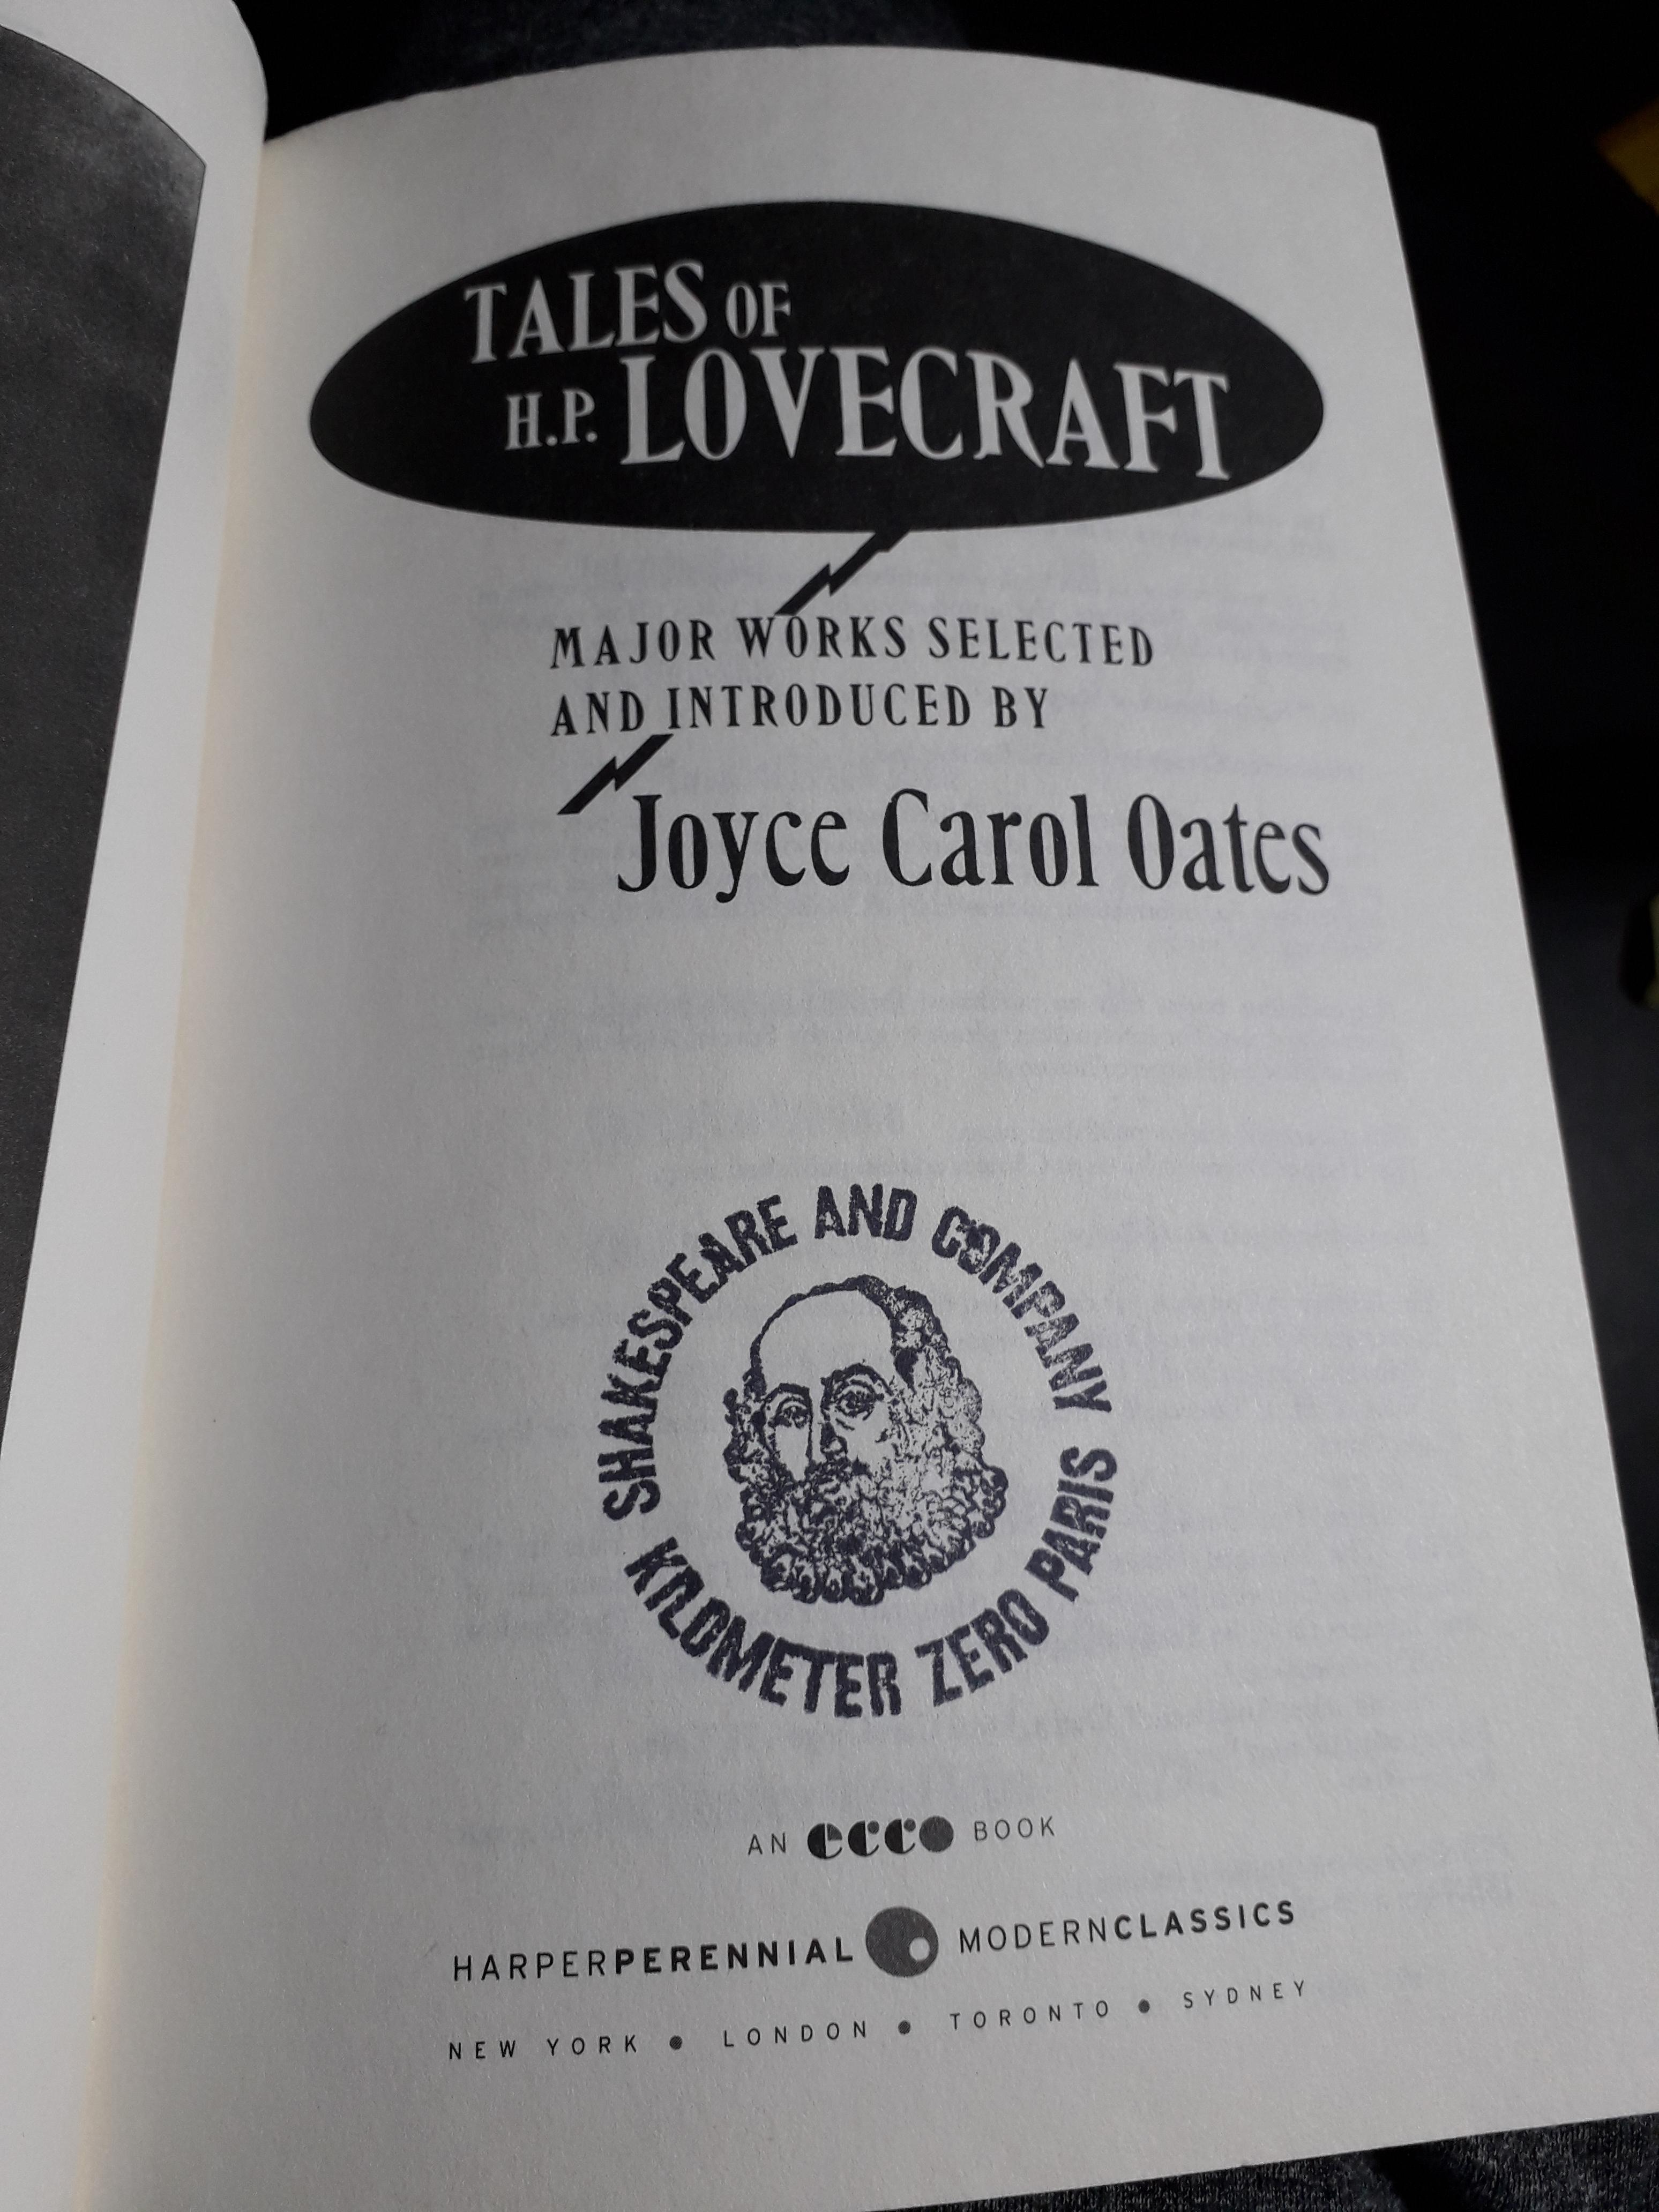 TALES OF
H.P. LOVECRAFT
MAJOR WORKS SELECTED
AND INTRODUCED BY
Joyce Carol Oates
SHAKESPEARE AND COMPANY
KILOMETER ZERO PARIS
AN ecco BOOK
HARPERPERENNIAL MODERNCLASSICS
NEW YORK • LONDON • TORONTO • SYDNEY